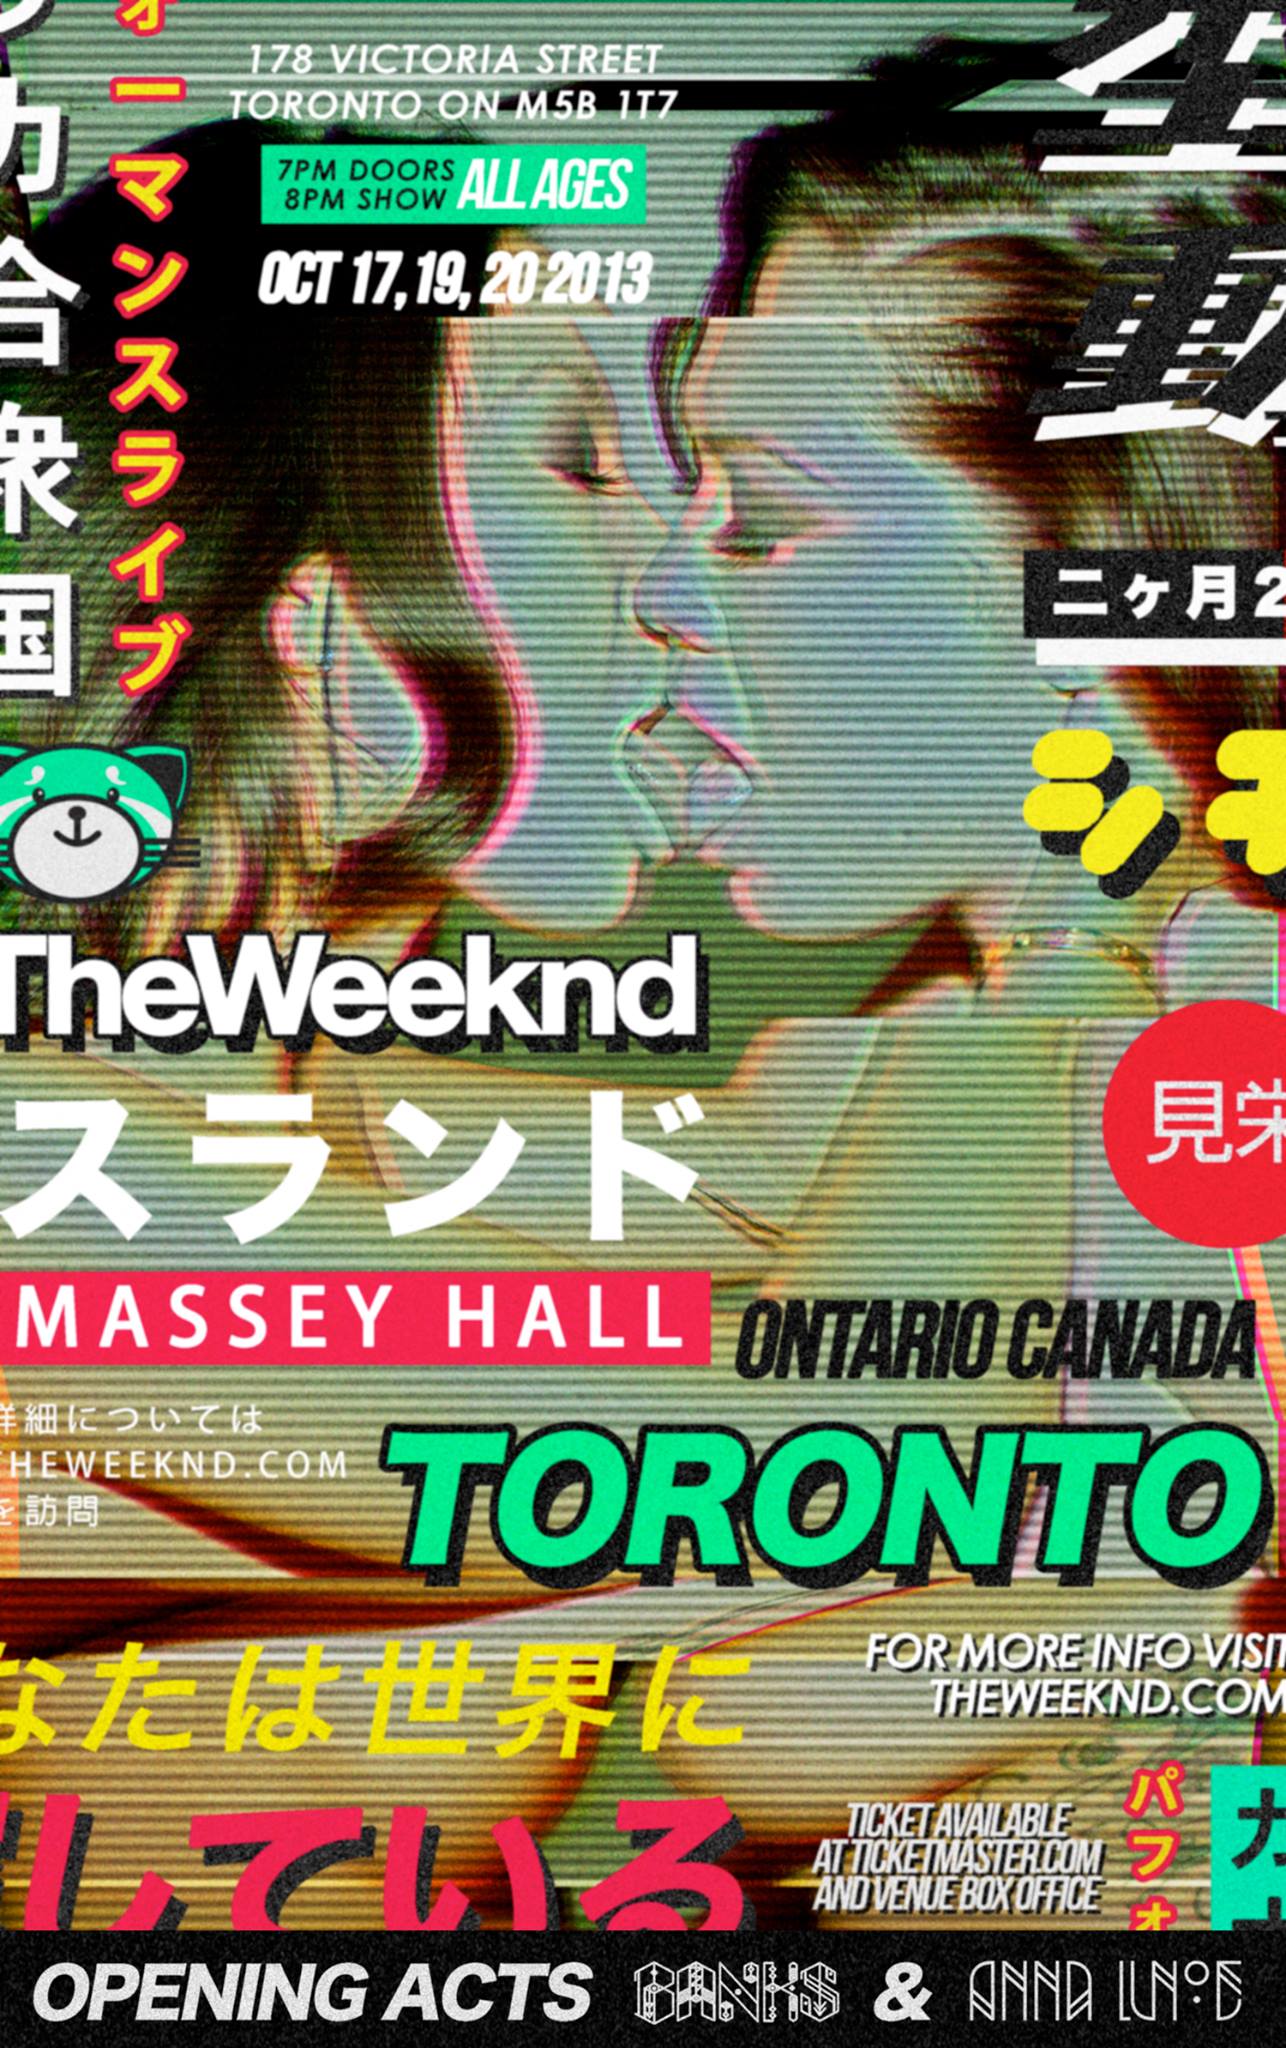 178 VICTORIA STREET
TORONTO ON M5B 1T7
7PM DOORS
8PM SHOW
ALL AGES
OCT 17, 19, 20 2013
力合衆国
ォーマンスライブ
生動
二ヶ月2
シ
TheWeeknd
スランド
見栄
MASSEY HALL
ONTARIO CANADA
詳細については
THEWEEKND.COM
を訪問
TORONTO
なたは世界に
している
FOR MORE INFO VISIT
THEWEEKND.COM
TICKET AVAILABLE
AT TICKETMASTER.COM
AND VENUE BOX OFFICE
パフォ
OPENING ACTS BANKS & ANNA LUNOE